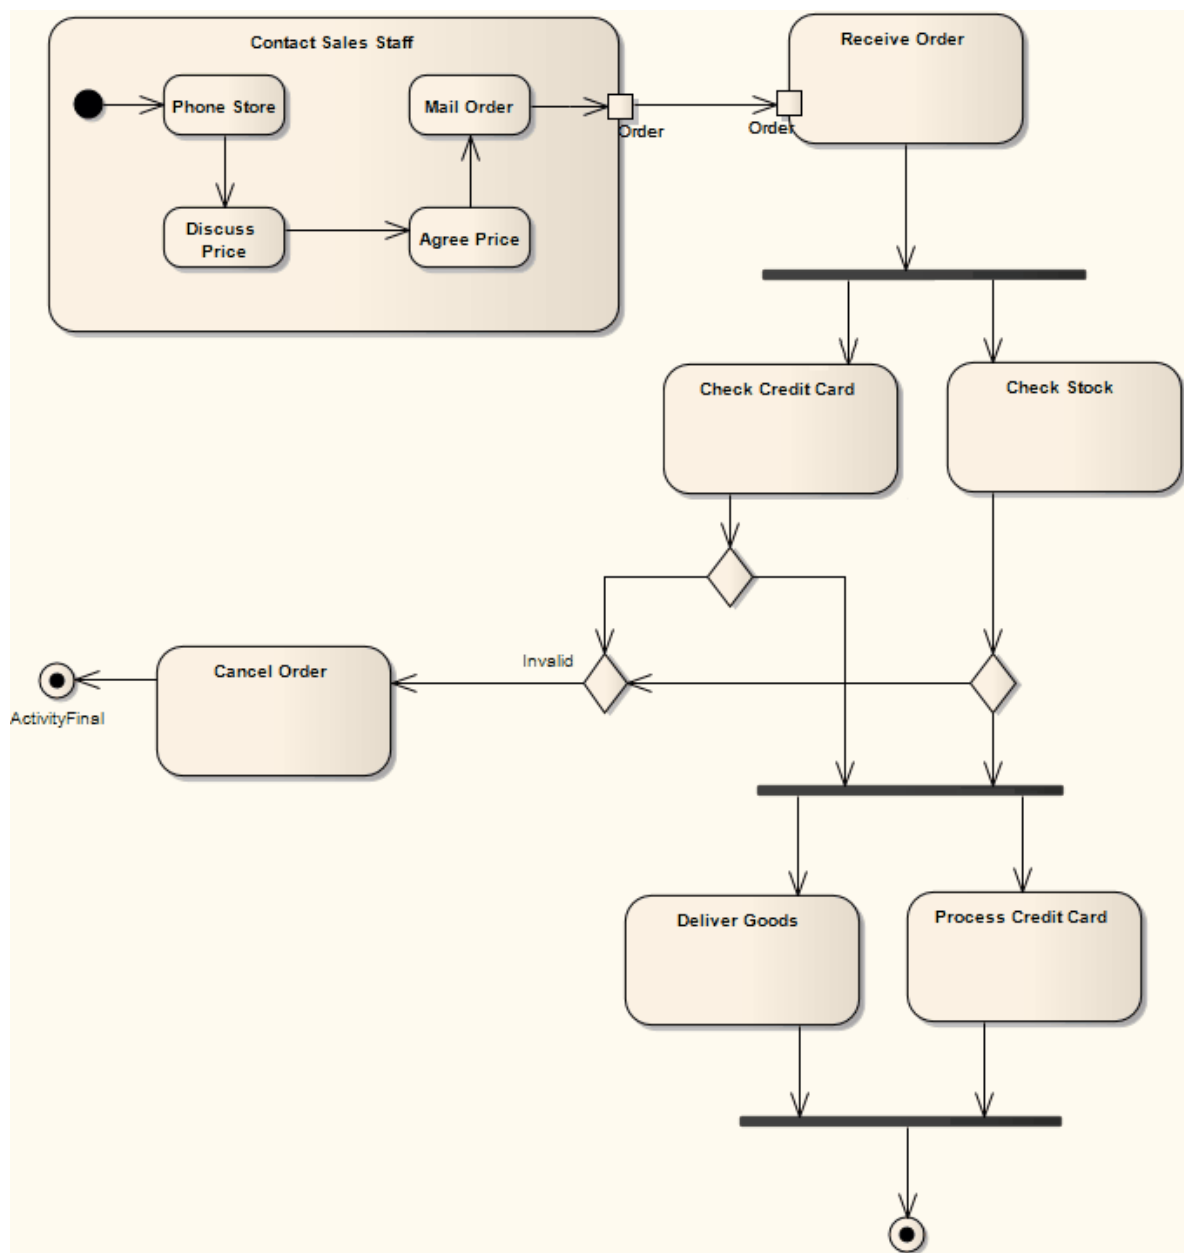 Contact Sales Staff
Receive Order
Phone Store
Mail Order
Order
Order
Discuss
Price
Agree Price
Check Credit Card
Check Stock
Invalid
Cancel Order
ActivityFinal
Deliver Goods
Process Credit Card